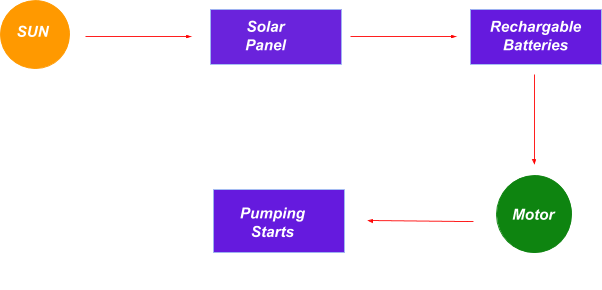 SUN
Solar
Panel
Rechargable
Batteries
Motor
Pumping
Starts